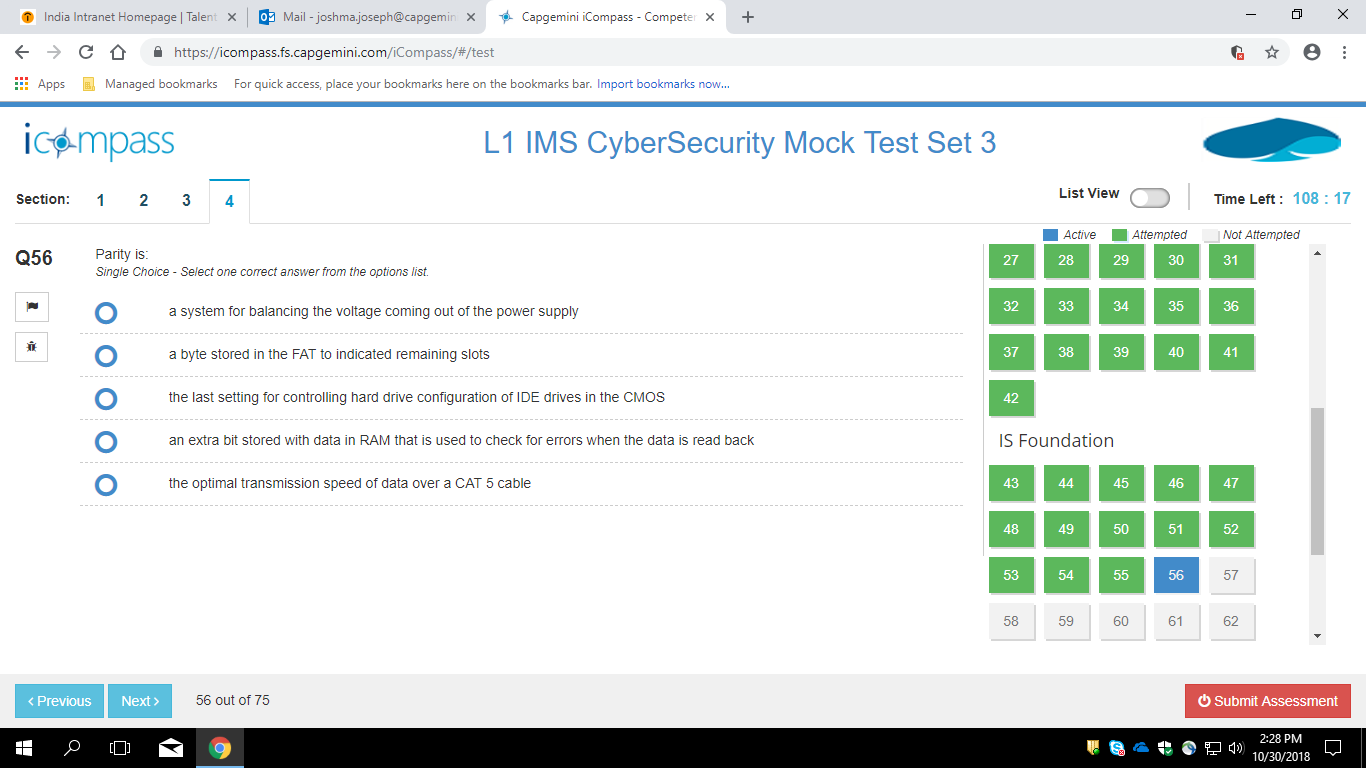 India Intranet Homepage | Talent
Mail - joshma.joseph@capgemin
Capgemini iCompass - Competer
https://icompass.fs.capgemini.com/iCompass/#/test
Apps
Managed bookmarks
For quick access, place your bookmarks here on the bookmarks bar. Import bookmarks now...
icompass
L1 IMS CyberSecurity Mock Test Set 3
Section: 1 2 3 4
List View
Time Left : 108 : 17
Active Attempted Not Attempted
Q56
Parity is:
Single Choice - Select one correct answer from the options list.
a system for balancing the voltage coming out of the power supply
a byte stored in the FAT to indicated remaining slots
the last setting for controlling hard drive configuration of IDE drives in the CMOS
an extra bit stored with data in RAM that is used to check for errors when the data is read back
the optimal transmission speed of data over a CAT 5 cable
27 28 29 30 31
32 33 34 35 36
37 38 39 40 41
42
IS Foundation
43 44 45 46 47
48 49 50 51 52
53 54 55 56 57
58 59 60 61 62
Previous
Next
56 out of 75
Submit Assessment
2:28 PM
10/30/2018